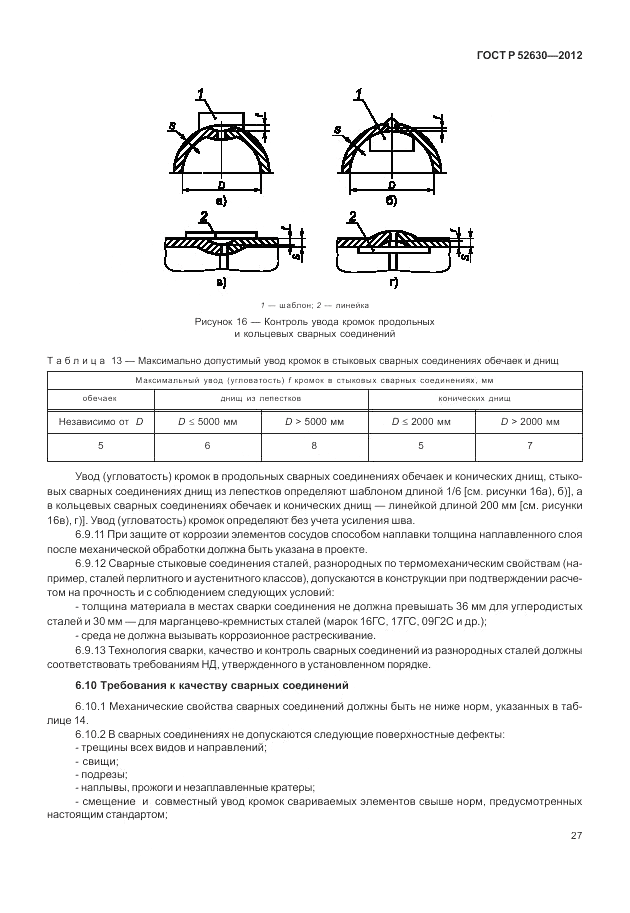 ГОСТ Р 52630—2012
1 1
f f
s s
D D
а) б)
2 2
f f
s s
в) г)
1 — шаблон; 2 — линейка
Рисунок 16 — Контроль увода кромок продольных
и кольцевых сварных соединений
Т а б л и ц а 13 — Максимально допустимый увод кромок в стыковых сварных соединениях обечаек и днищ
Максимальный увод (угловатость) f кромок в стыковых сварных соединениях, мм
обечаек днищ из лепестков конических днищ
Независимо от D D ≤ 5000 мм D > 5000 мм D ≤ 2000 мм D > 2000 мм
5 6 8 5 7
Увод (угловатость) кромок в продольных сварных соединениях обечаек и конических днищ, стыко-
вых сварных соединениях днищ из лепестков определяют шаблоном длиной 1/6 [см. рисунки 16а), б)], а
в кольцевых сварных соединениях обечаек и конических днищ — линейкой длиной 200 мм [см. рисунки
16в), г)]. Увод (угловатость) кромок определяют без учета усиления шва.
6.9.11 При защите от коррозии элементов сосудов способом наплавки толщина наплавленного слоя
после механической обработки должна быть указана в проекте.
6.9.12 Сварные стыковые соединения сталей, разнородных по термомеханическим свойствам (на-
пример, сталей перлитного и аустенитного классов), допускаются в конструкции при подтверждении расче-
том на прочность и с соблюдением следующих условий:
- толщина материала в местах сварки соединения не должна превышать 36 мм для углеродистых
сталей и 30 мм — для марганцево-кремнистых сталей (марок 16ГС, 17ГС, 09Г2С и др.);
- среда не должна вызывать коррозионное растрескивание.
6.9.13 Технология сварки, качество и контроль сварных соединений из разнородных сталей должны
соответствовать требованиям НД, утвержденного в установленном порядке.
6.10 Требования к качеству сварных соединений
6.10.1 Механические свойства сварных соединений должны быть не ниже норм, указанных в таб-
лице 14.
6.10.2 В сварных соединениях не допускаются следующие поверхностные дефекты:
- трещины всех видов и направлений;
- свищи;
- подрезы;
- наплывы, прожоги и незаплавленные кратеры;
- смещение и совместный увод кромок свариваемых элементов свыше норм, предусмотренных
настоящим стандартом;
27